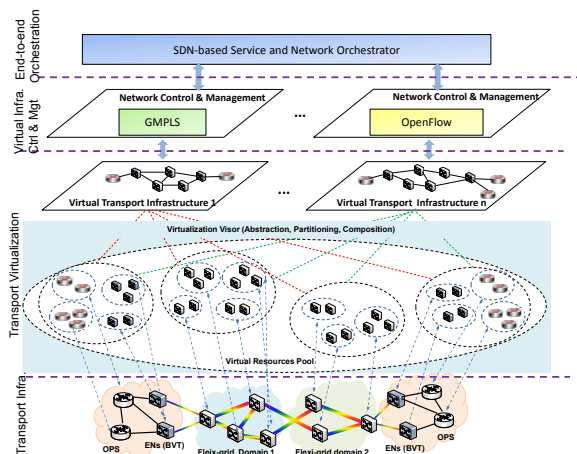 End-to-end
Orchestration
SDN-based Service and Network Orchestrator
Virtual Infra.
Ctrl & Mgt
Network Control & Management
GMPLS
...
Network Control & Management
OpenFlow
Virtual Transport Infrastructure 1
...
Virtual Transport Infrastructure n
Transport Virtualization
Virtualization Visor (Abstraction, Partitioning, Composition)
Virtual Resources Pool
Transport Infra.
OPS
ENs (BVT)
Fleix-grid Domain 1
Flexi-grid domain 2
ENs (BVT)
OPS